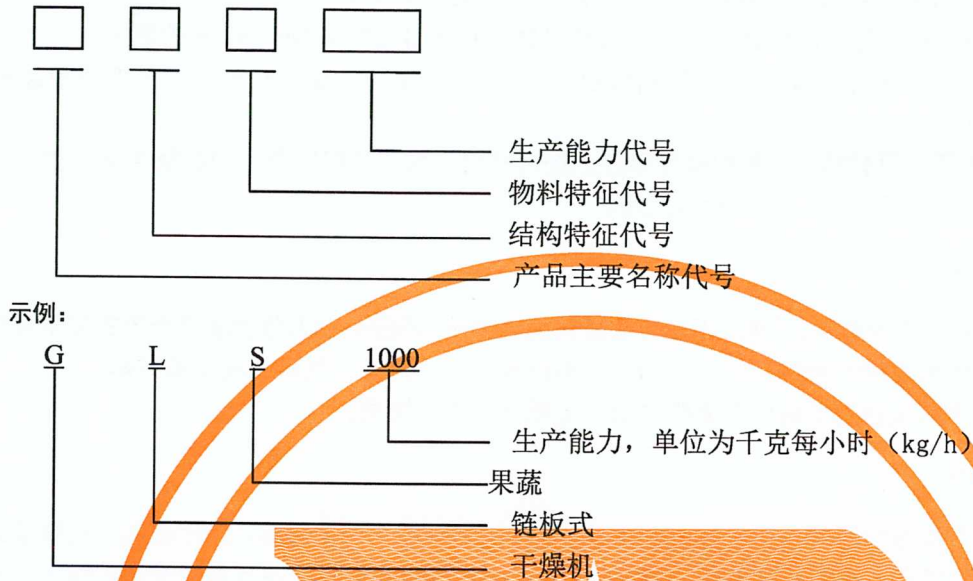 生产能力代号
物料特征代号
结构特征代号
产品主要名称代号
示例：
G L S 1000
生产能力，单位为千克每小时（kg/h）
果蔬
链板式
干燥机